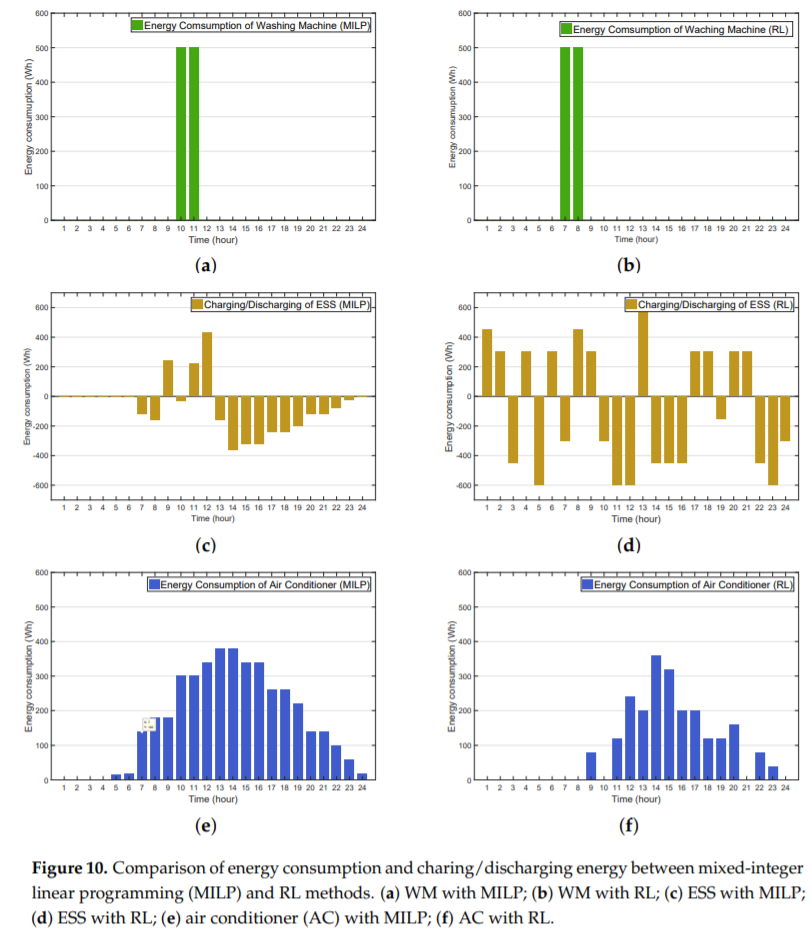 Energy Comsumption of Washing Machine (MILP)
600
500
400
300
200
100
0
Energy consumuption (Wh)
1 2 3 4 5 6 7 8 9 10 11 12 13 14 15 16 17 18 19 20 21 22 23 24
Time (hour)
(a)
Energy Comsumption of Waching Machine (RL)
600
500
400
300
200
100
0
Energy consumuption (Wh)
1 2 3 4 5 6 7 8 9 10 11 12 13 14 15 16 17 18 19 20 21 22 23 24
Time (hour)
(b)
Charging/Discharging of ESS (MILP)
600
400
200
0
-200
-400
-600
Energy consumption (Wh)
1 2 3 4 5 6 7 8 9 10 11 12 13 14 15 16 17 18 19 20 21 22 23 24
Time (hour)
(c)
Charging/Discharging of ESS (RL)
600
400
200
0
-200
-400
-600
Energy consumption (Wh)
1 2 3 4 5 6 7 8 9 10 11 12 13 14 15 16 17 18 19 20 21 22 23 24
Time (hour)
(d)
Energy Consumption of Air Conditioner (MILP)
600
500
400
300
200
100
0
Energy consumption (Wh)
1 2 3 4 5 6 7 8 9 10 11 12 13 14 15 16 17 18 19 20 21 22 23 24
Time (hour)
(e)
Energy Consumption of Air Conditioner (RL)
600
500
400
300
200
100
0
Energy consumption (Wh)
1 2 3 4 5 6 7 8 9 10 11 12 13 14 15 16 17 18 19 20 21 22 23 24
Time (hour)
(f)
Figure 10. Comparison of energy consumption and charing/discharging energy between mixed-integer
linear programming (MILP) and RL methods. (a) WM with MILP; (b) WM with RL; (c) ESS with MILP;
(d) ESS with RL; (e) air conditioner (AC) with MILP; (f) AC with RL.